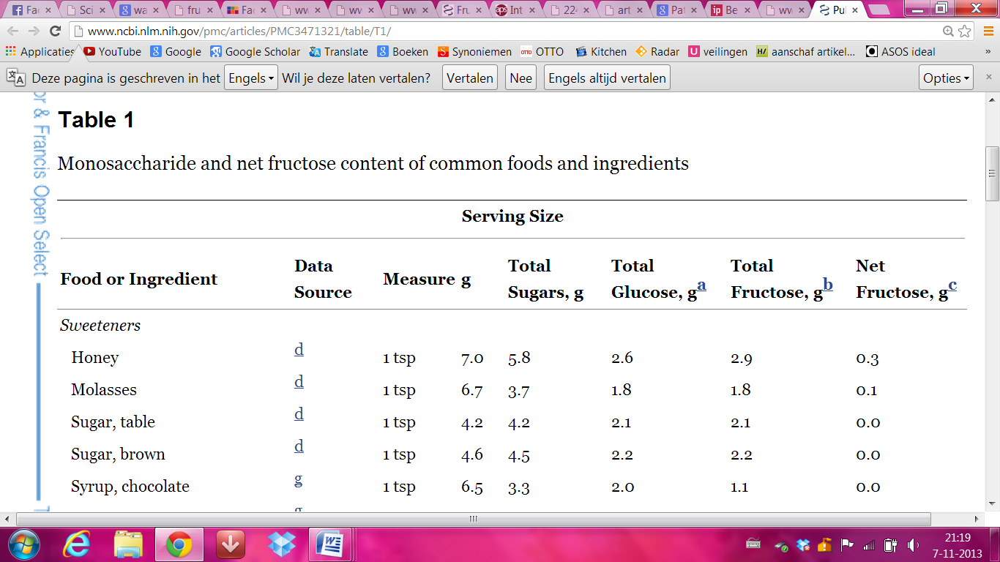 Fac
Sci
wa
fru
Fac
ww
ww
ww
Fru
Int
224
art
Pat
Be
ww
Pul
www.ncbi.nlm.nih.gov/pmc/articles/PMC3471321/table/T1/
Applicaties YouTube Google Google Scholar Translate Boeken Synoniemen OTTO Kitchen Radar veilingen aanschaf artikel... ASOS ideal »
Deze pagina is geschreven in het Engels Wil je deze laten vertalen? Vertalen Nee Engels altijd vertalen Opties ×
or & Francis Open Select
Table 1
Monosaccharide and net fructose content of common foods and ingredients
Serving Size
Food or Ingredient Data Source Measure g Total Sugars, g Total Glucose, g a Total Fructose, g b Net Fructose, g c
Sweeteners
Honey d 1 tsp 7.0 5.8 2.6 2.9 0.3
Molasses d 1 tsp 6.7 3.7 1.8 1.8 0.1
Sugar, table d 1 tsp 4.2 4.2 2.1 2.1 0.0
Sugar, brown d 1 tsp 4.6 4.5 2.2 2.2 0.0
Syrup, chocolate g 1 tsp 6.5 3.3 2.0 1.1 0.0
21:19
7-11-2013